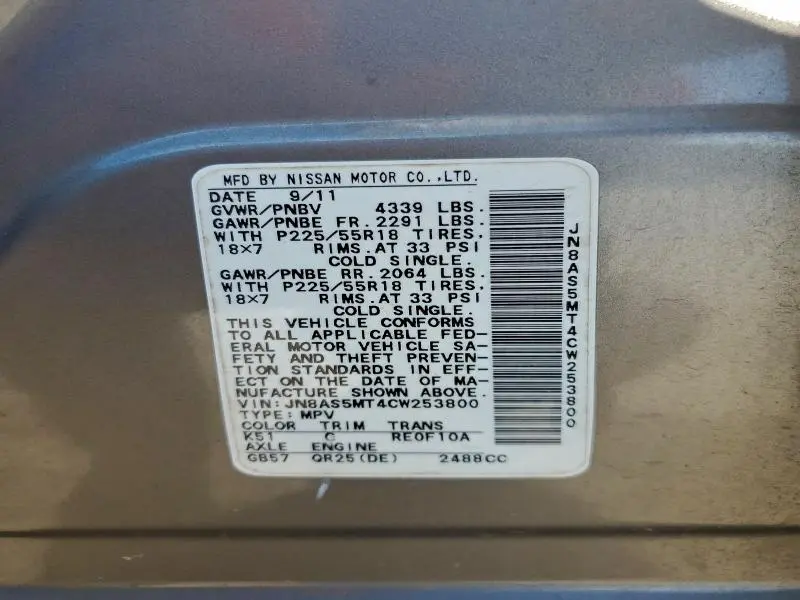 MFD BY NISSAN MOTOR CO.,LTD.
DATE 9/11
GVWR/PNBV 4339 LBS.
GAWR/PNBE FR.2291 LBS.
WITH P225/55R18 TIRES.
18X7 RIMS.AT 33 PSI
COLD SINGLE.
GAWR/PNBE RR.2064 LBS.
WITH P225/55R18 TIRES.
18X7 RIMS.AT 33 PSI
COLD SINGLE.
THIS VEHICLE CONFORMS
TO ALL APPLICABLE FED-
ERAL MOTOR VEHICLE SA-
FETY AND THEFT PREVEN-
TION STANDARDS IN EFF-
ECT ON THE DATE OF MA-
NUFACTURE SHOWN ABOVE.
VIN:JN8AS5MT4CW253800
TYPE:MPV
COLOR TRIM TRANS
K51 C RE0F10A
AXLE ENGINE
GB57 QR25(DE) 2488CC
JN8AS5MT4CW253800